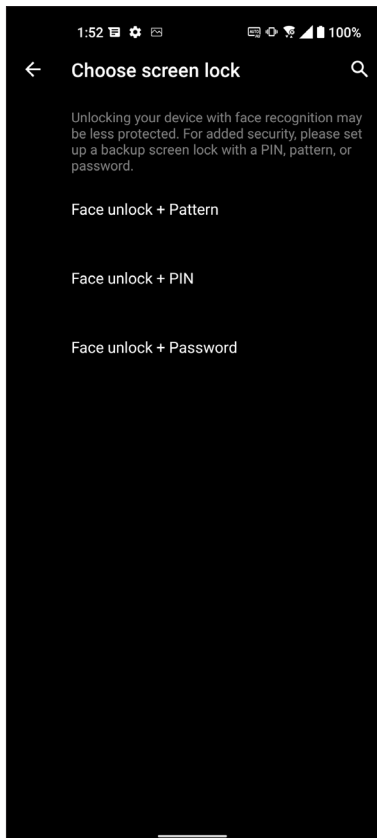 1:52 100%
Choose screen lock
Unlocking your device with face recognition may
be less protected. For added security, please set
up a backup screen lock with a PIN, pattern, or
password.
Face unlock + Pattern
Face unlock + PIN
Face unlock + Password